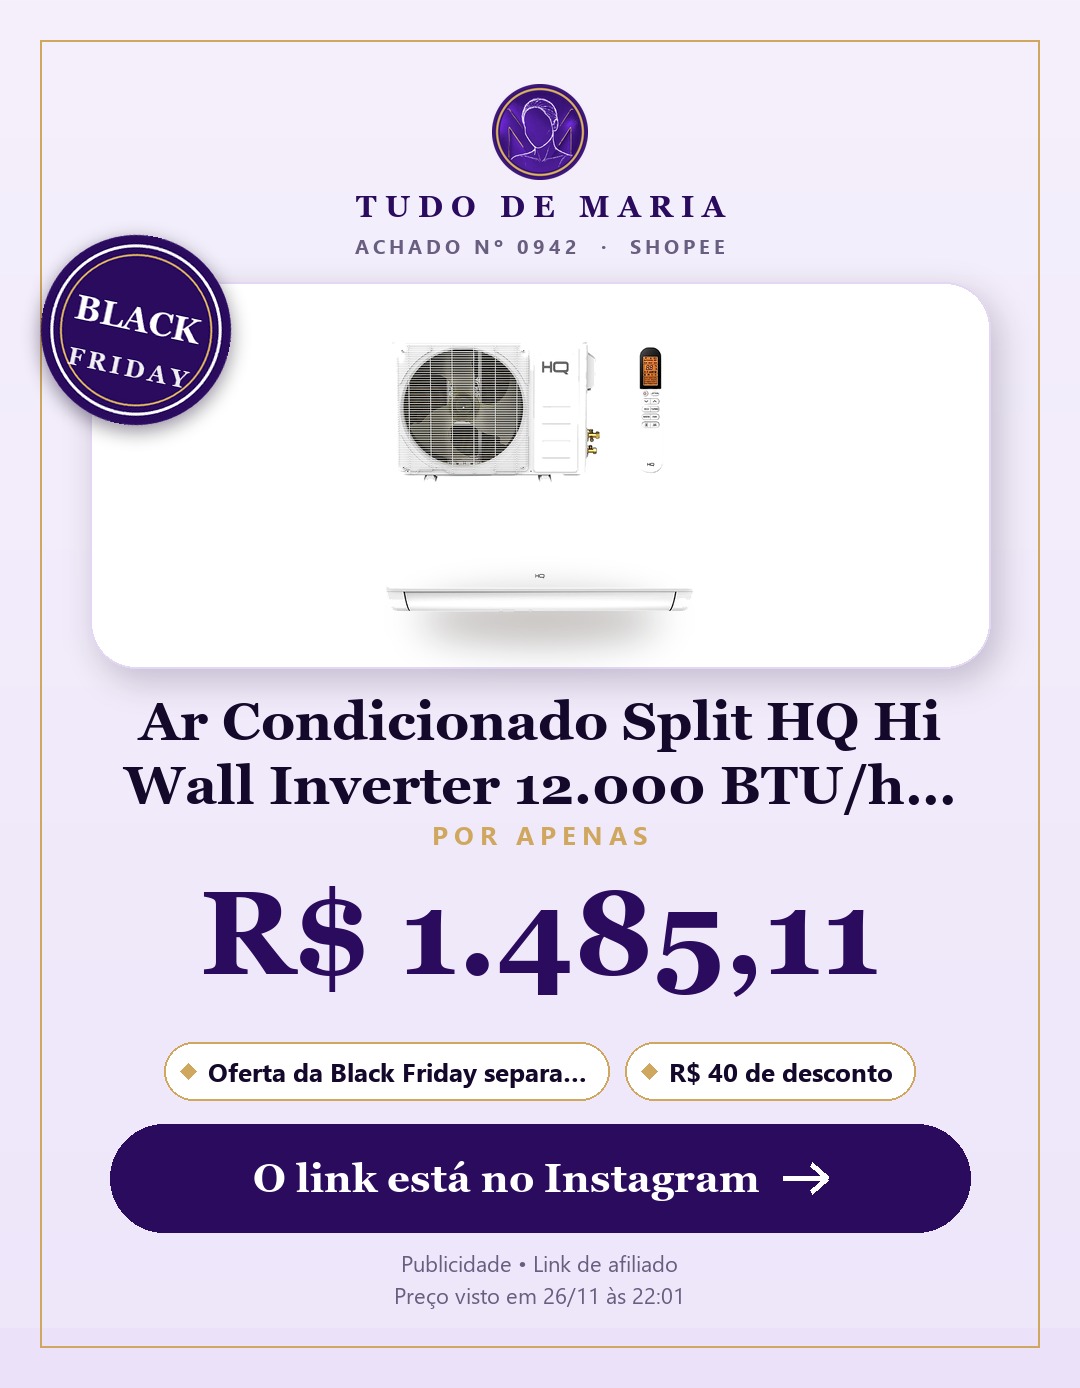 TUDO DE MARIA
ACHADO Nº 0942 · SHOPEE
BLACK
FRIDAY
HQ
HQ
HQ
Ar Condicionado Split HQ Hi
Wall Inverter 12.000 BTU/h...
POR APENAS
R$ 1.485,11
Oferta da Black Friday separa...
R$ 40 de desconto
O link está no Instagram →
Publicidade • Link de afiliado
Preço visto em 26/11 às 22:01